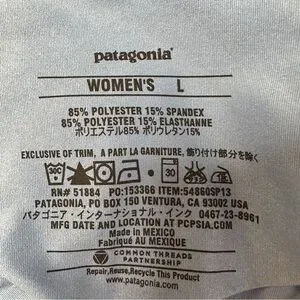 patagonia®
WOMEN'S L
85% POLYESTER 15% SPANDEX
85% POLYESTER 15% ELASTHANNE
ポリエステル85% ポリウレタン15%
EXCLUSIVE OF TRIM, A PART LA GARNITURE, 飾り付け部分を除く
30
RN# 51884 PO:153366 ITEM:54860SP13
PATAGONIA, PO BOX 150 VENTURA, CA 93002 USA
パタゴニア・インターナショナル・インク 0467-23-8961
MFG DATE AND LOCATION AT PCPSIA.COM
Made in MEXICO
Fabriqué AU MEXIQUE
COMMON THREADS
PARTNERSHIP
Repair,Reuse,Recycle This Product
www.patagonia.com